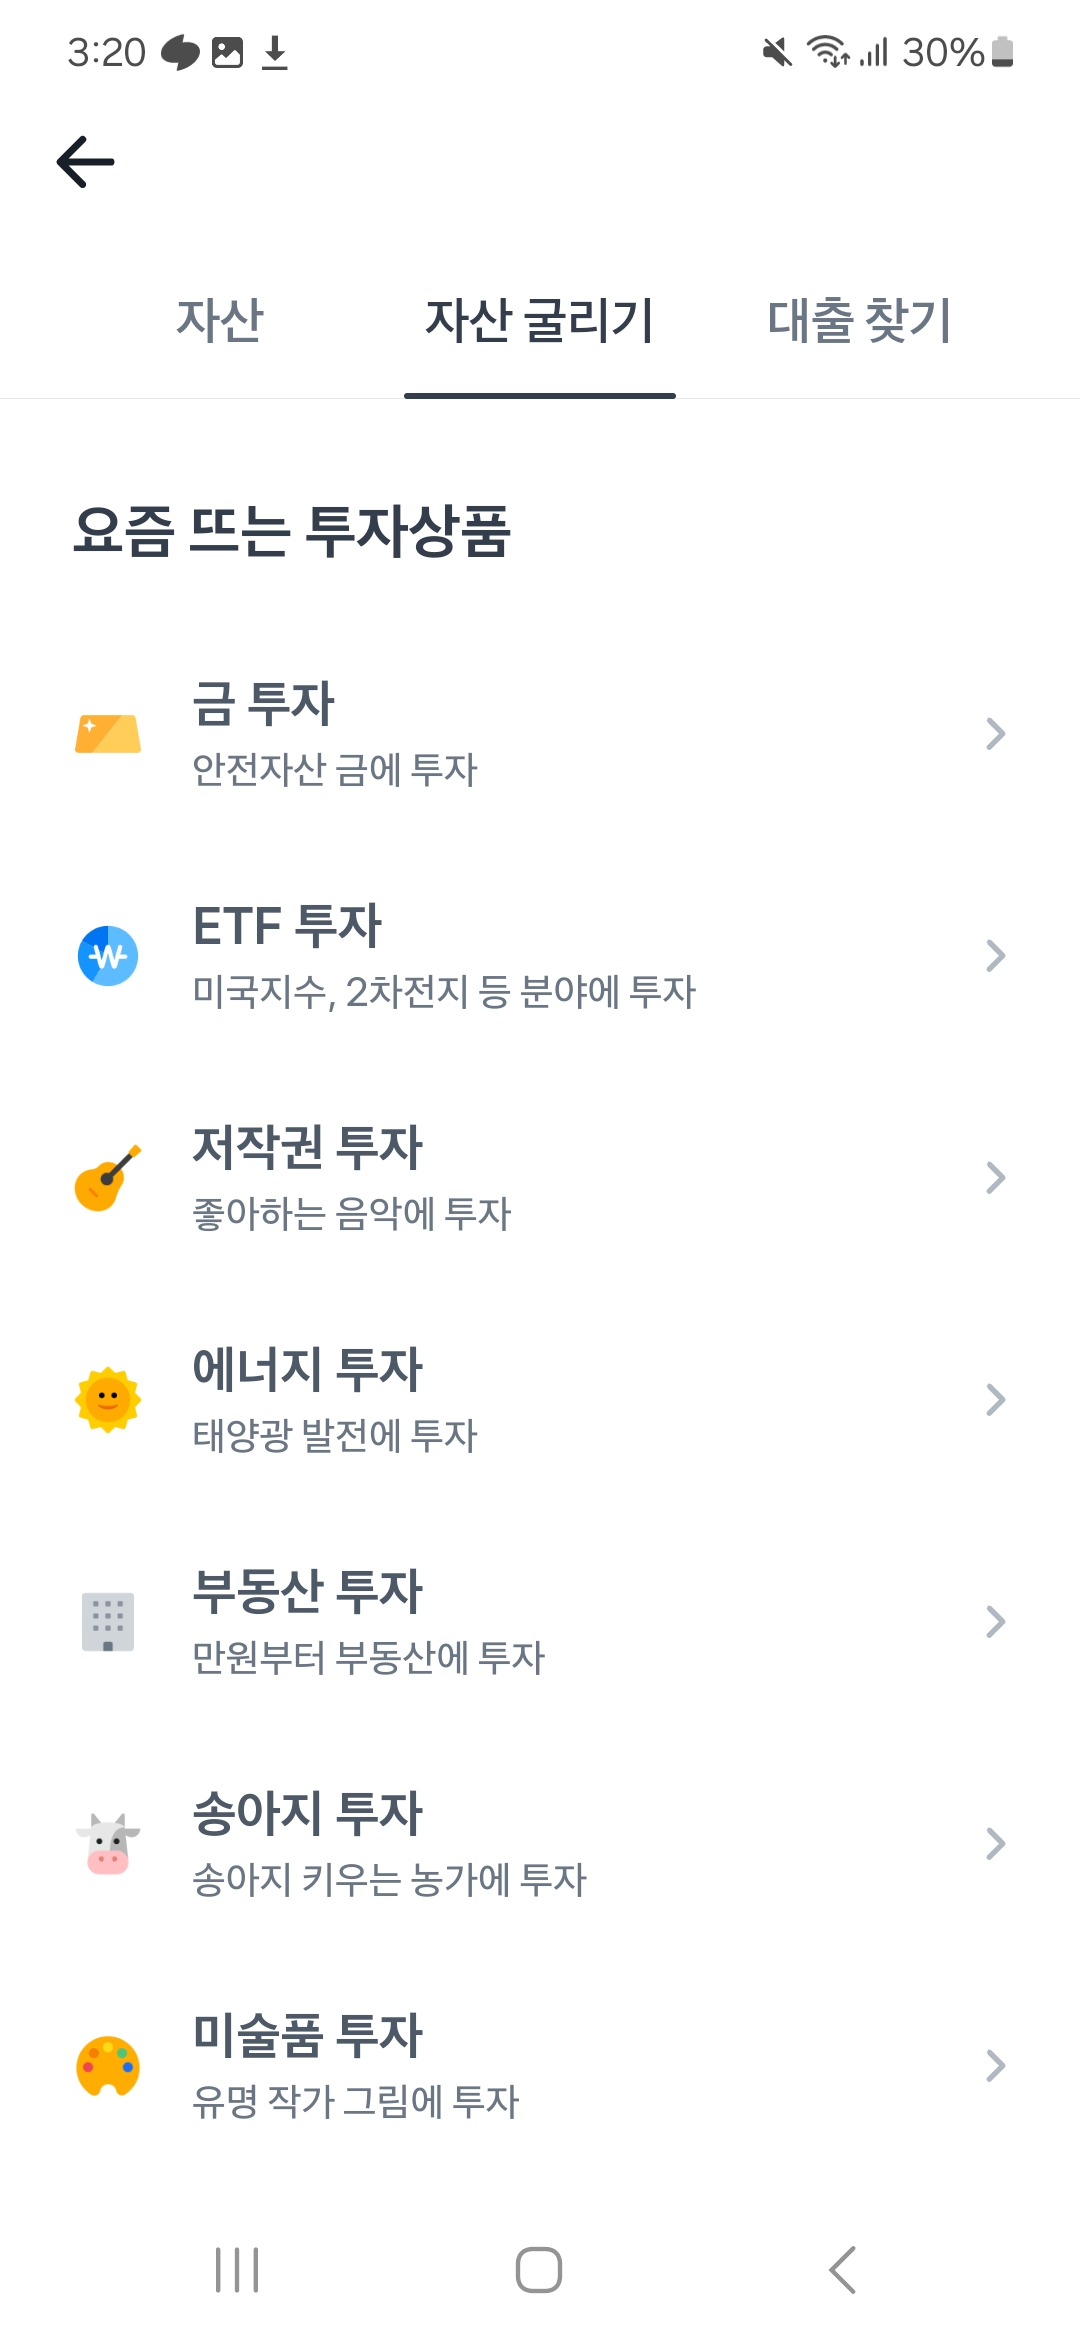 3:20
30%
자산
자산 굴리기
대출 찾기
요즘 뜨는 투자상품
금 투자
안전자산 금에 투자
ETF 투자
미국지수, 2차전지 등 분야에 투자
저작권 투자
좋아하는 음악에 투자
에너지 투자
태양광 발전에 투자
부동산 투자
만원부터 부동산에 투자
송아지 투자
송아지 키우는 농가에 투자
미술품 투자
유명 작가 그림에 투자